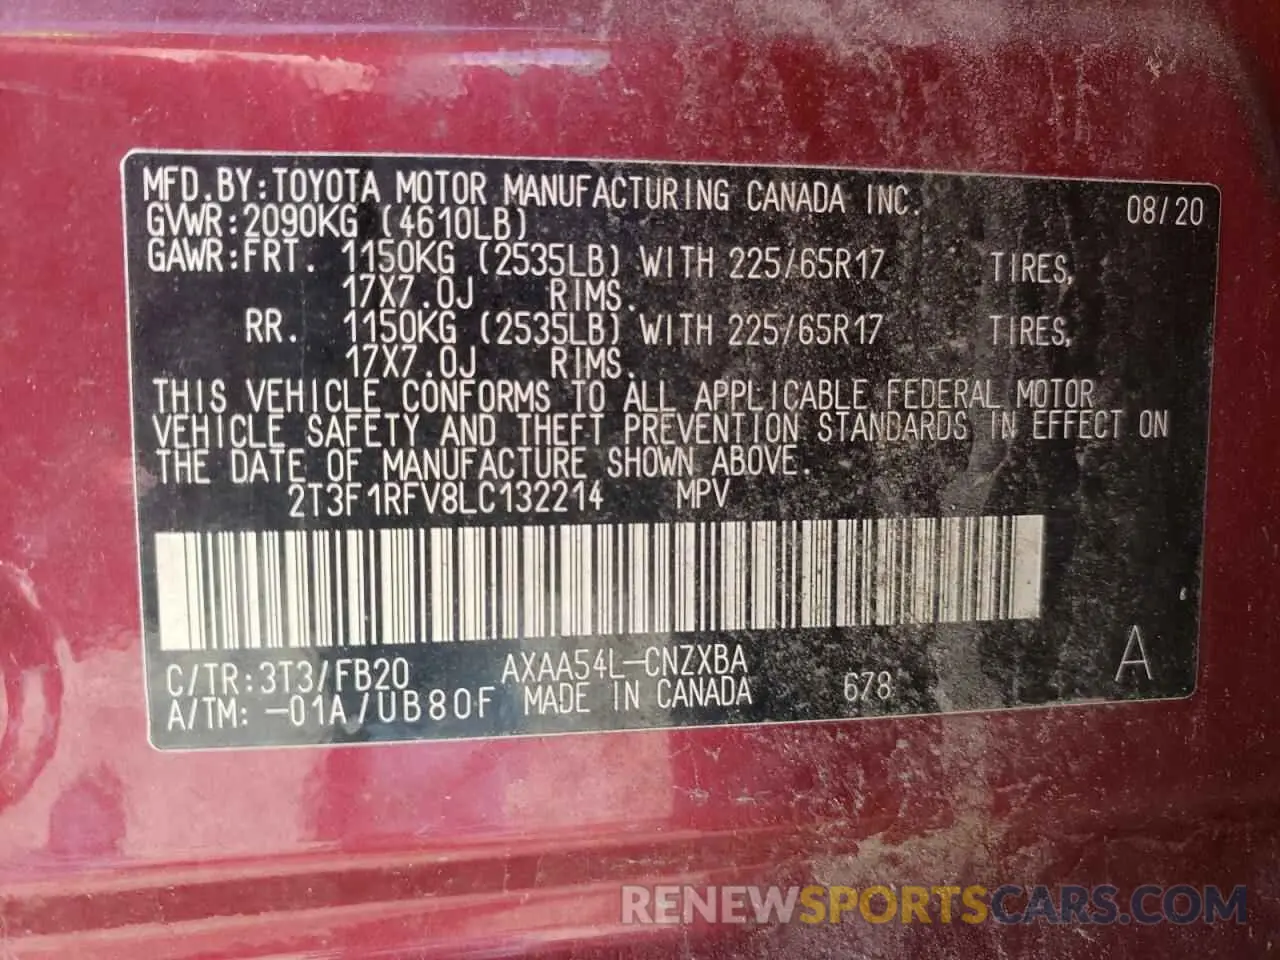 MFD.BY:TOYOTA MOTOR MANUFACTURING CANADA INC. 08/20
GVWR:2090KG (4610LB)
GAWR:FRT. 1150KG (2535LB) WITH 225/65R17 TIRES,
17X7.0J RIMS.
RR. 1150KG (2535LB) WITH 225/65R17 TIRES,
17X7.0J RIMS.
THIS VEHICLE CONFORMS TO ALL APPLICABLE FEDERAL MOTOR
VEHICLE SAFETY AND THEFT PREVENTION STANDARDS IN EFFECT ON
THE DATE OF MANUFACTURE SHOWN ABOVE.
2T3F1RFV8LC132214 MPV
C/TR:3T3/FB20 AXAA54L-CNZXBA A
A/TM:-01A/UB80F MADE IN CANADA 678
RENEWSPORTSCARS.COM